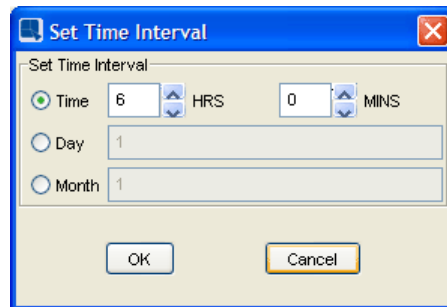 Set Time Interval
Set Time Interval
Time 6 HRS 0 MINS
Day 1
Month 1
OK Cancel